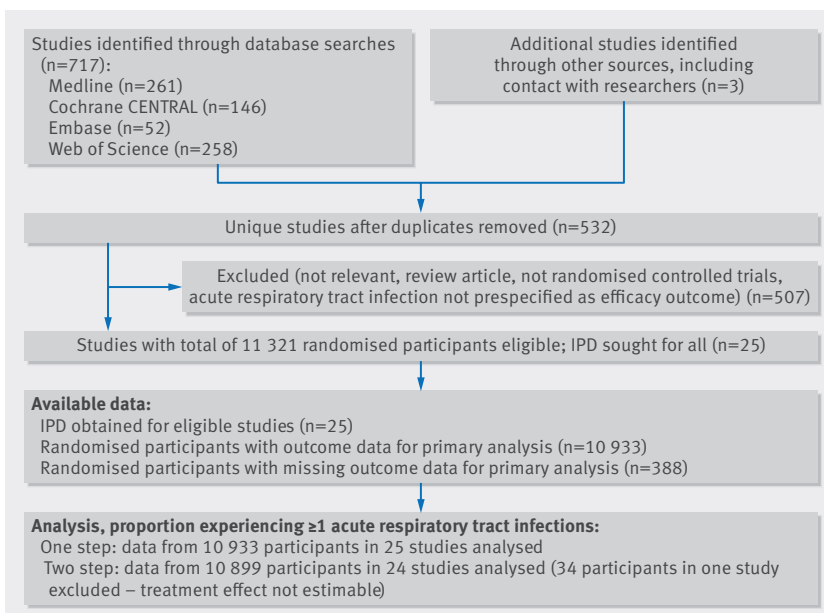 Studies identified through database searches
(n=717):
Medline (n=261)
Cochrane CENTRAL (n=146)
Embase (n=52)
Web of Science (n=258)
Additional studies identified
through other sources, including
contact with researchers (n=3)
Unique studies after duplicates removed (n=532)
Excluded (not relevant, review article, not randomised controlled trials,
acute respiratory tract infection not prespecified as efficacy outcome) (n=507)
Studies with total of 11 321 randomised participants eligible; IPD sought for all (n=25)
Available data:
IPD obtained for eligible studies (n=25)
Randomised participants with outcome data for primary analysis (n=10 933)
Randomised participants with missing outcome data for primary analysis (n=388)
Analysis, proportion experiencing ≥1 acute respiratory tract infections:
One step: data from 10 933 participants in 25 studies analysed
Two step: data from 10 899 participants in 24 studies analysed (34 participants in one study
excluded – treatment effect not estimable)